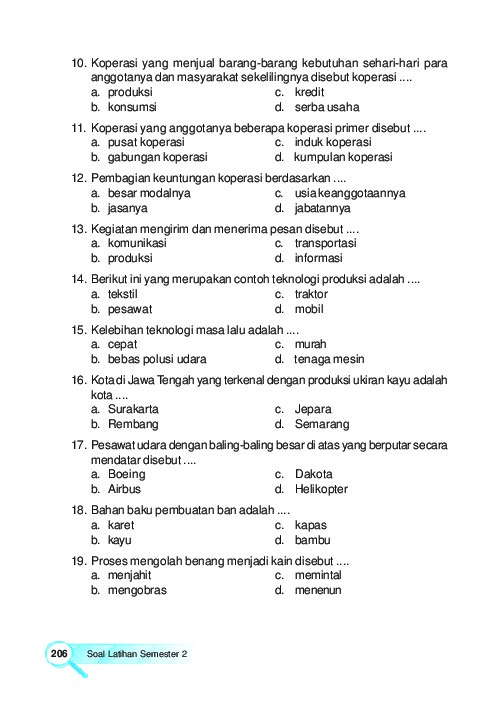 10. Koperasi yang menjual barang-barang kebutuhan sehari-hari para
anggotanya dan masyarakat sekelilingnya disebut koperasi ....
a. produksi c. kredit
b. konsumsi d. serba usaha
11. Koperasi yang anggotanya beberapa koperasi primer disebut ....
a. pusat koperasi c. induk koperasi
b. gabungan koperasi d. kumpulan koperasi
12. Pembagian keuntungan koperasi berdasarkan ....
a. besar modalnya c. usia keanggotaannya
b. jasanya d. jabatannya
13. Kegiatan mengirim dan menerima pesan disebut ....
a. komunikasi c. transportasi
b. produksi d. informasi
14. Berikut ini yang merupakan contoh teknologi produksi adalah ....
a. tekstil c. traktor
b. pesawat d. mobil
15. Kelebihan teknologi masa lalu adalah ....
a. cepat c. murah
b. bebas polusi udara d. tenaga mesin
16. Kota di Jawa Tengah yang terkenal dengan produksi ukiran kayu adalah
kota ....
a. Surakarta c. Jepara
b. Rembang d. Semarang
17. Pesawat udara dengan baling-baling besar di atas yang berputar secara
mendatar disebut ....
a. Boeing c. Dakota
b. Airbus d. Helikopter
18. Bahan baku pembuatan ban adalah ....
a. karet c. kapas
b. kayu d. bambu
19. Proses mengolah benang menjadi kain disebut ....
a. menjahit c. memintal
b. mengobras d. menenun
206 Soal Latihan Semester 2